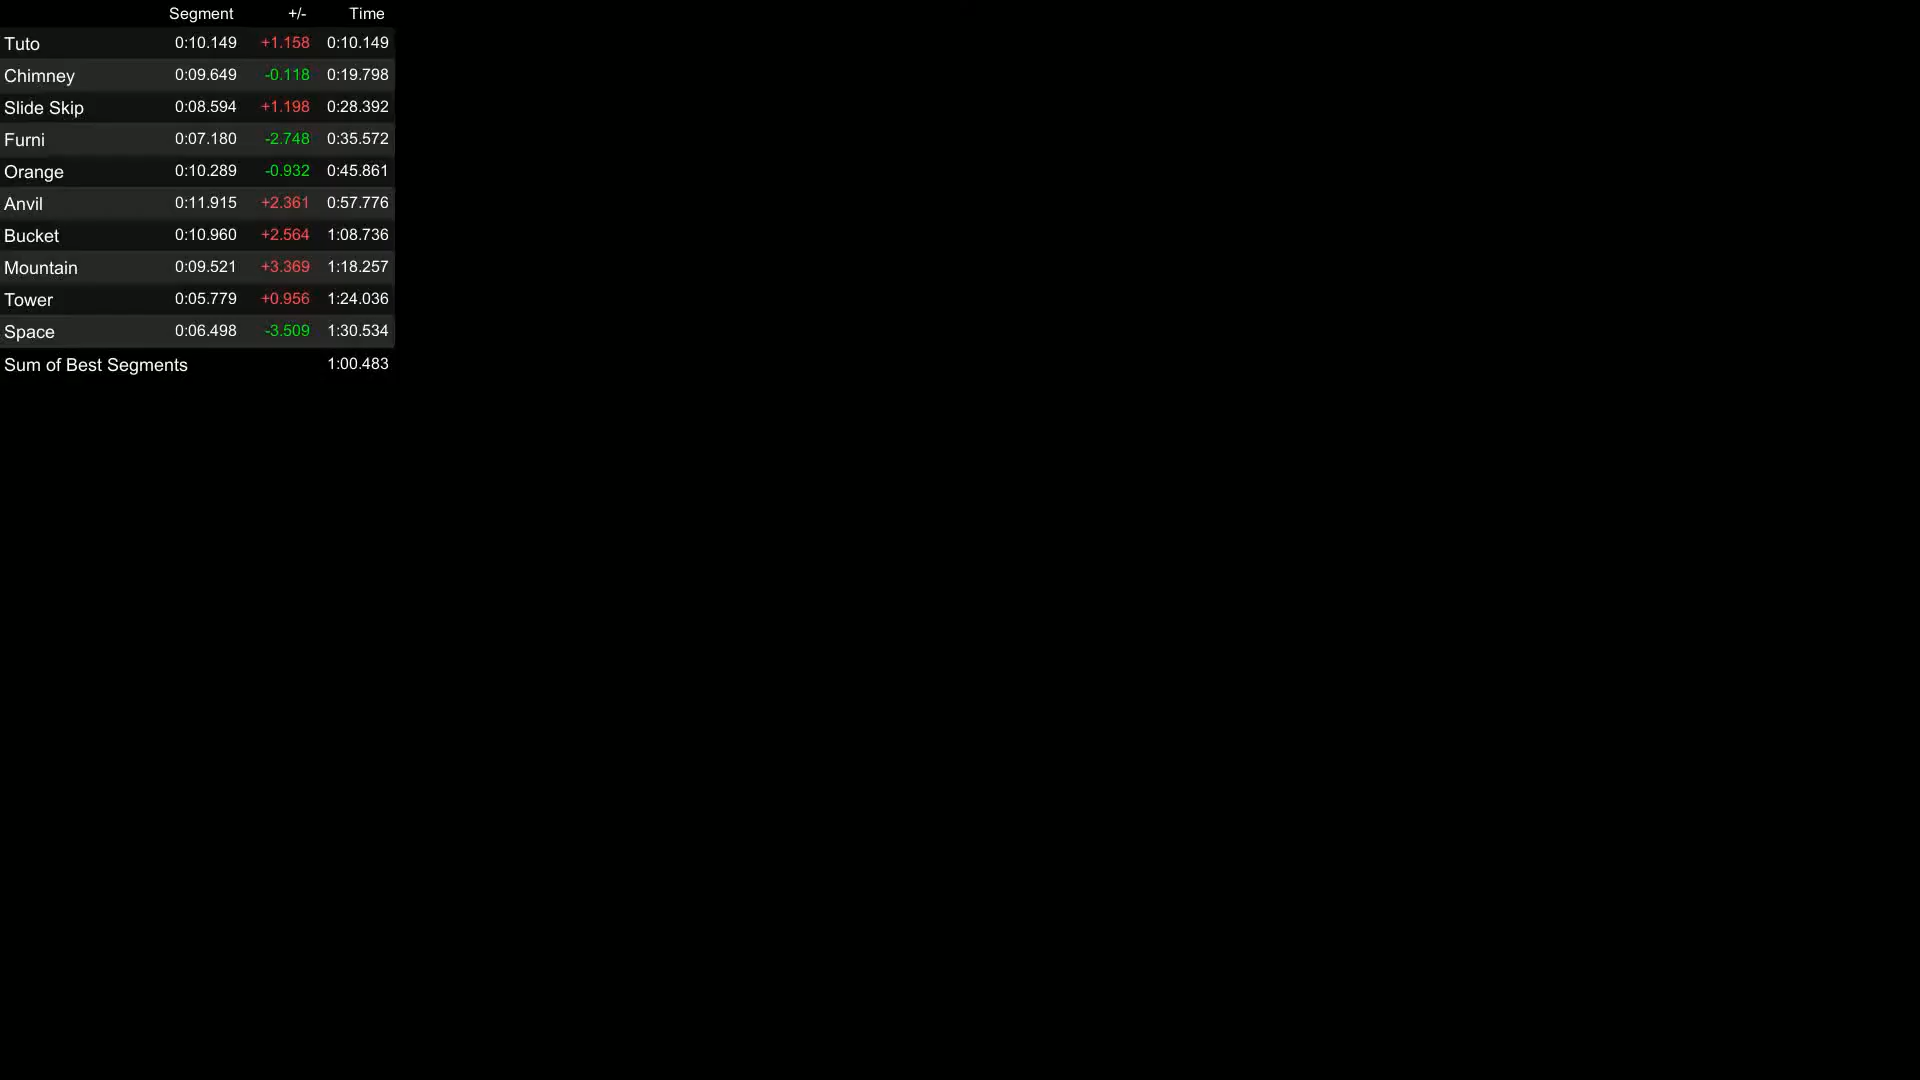 Segment +/- Time
Tuto 0:10.149 +1.158 0:10.149
Chimney 0:09.649 -0.118 0:19.798
Slide Skip 0:08.594 +1.198 0:28.392
Furni 0:07.180 -2.748 0:35.572
Orange 0:10.289 -0.932 0:45.861
Anvil 0:11.915 +2.361 0:57.776
Bucket 0:10.960 +2.564 1:08.736
Mountain 0:09.521 +3.369 1:18.257
Tower 0:05.779 +0.956 1:24.036
Space 0:06.498 -3.509 1:30.534
Sum of Best Segments 1:00.483